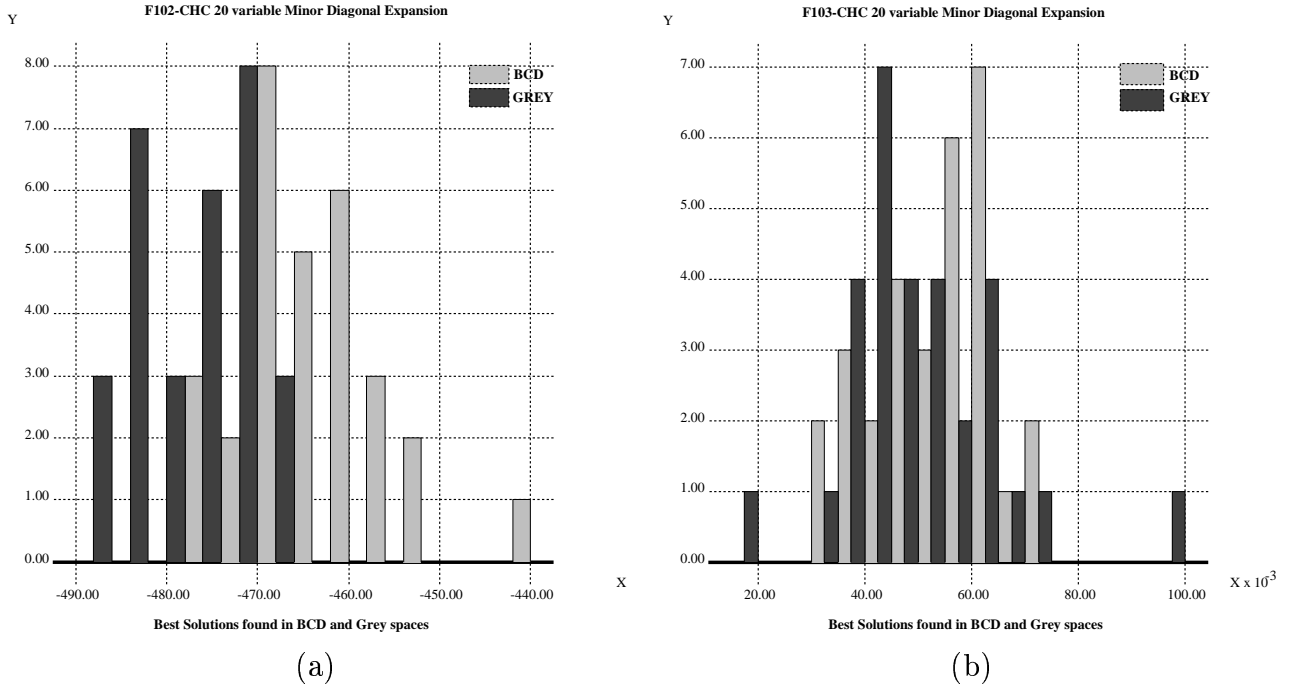 F102-CHC 20 variable Minor Diagonal Expansion
Y
8.00
7.00
6.00
5.00
4.00
3.00
2.00
1.00
0.00
BCD
GREY
-490.00 -480.00 -470.00 -460.00 -450.00 -440.00
X
Best Solutions found in BCD and Grey spaces
(a)
F103-CHC 20 variable Minor Diagonal Expansion
Y
7.00
6.00
5.00
4.00
3.00
2.00
1.00
0.00
BCD
GREY
20.00 40.00 60.00 80.00 100.00
X x 10-3
Best Solutions found in BCD and Grey spaces
(b)